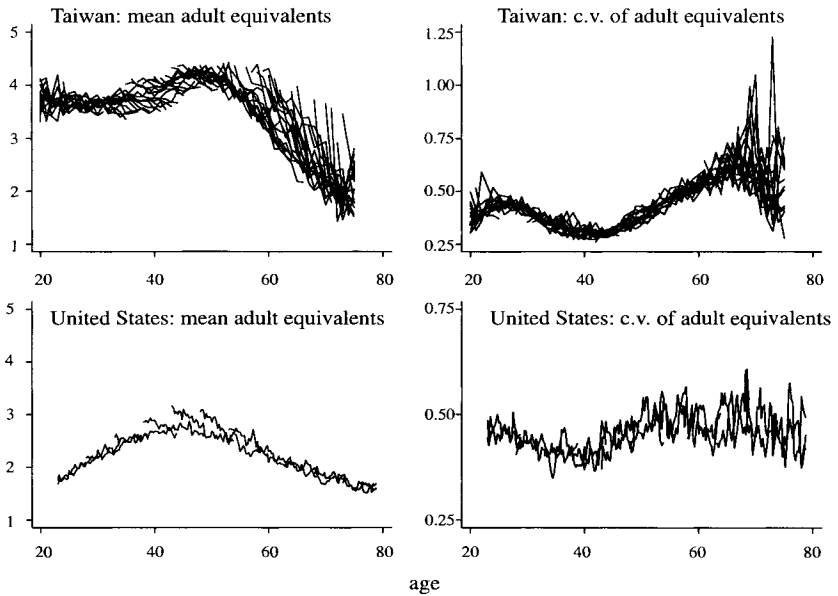 Taiwan: mean adult equivalents
5
4
3
2
1
20 40 60 80
Taiwan: c.v. of adult equivalents
1.25
1.00
0.75
0.50
0.25
20 40 60 80
United States: mean adult equivalents
5
4
3
2
1
20 40 60 80
United States: c.v. of adult equivalents
0.75
0.50
0.25
20 40 60 80
age